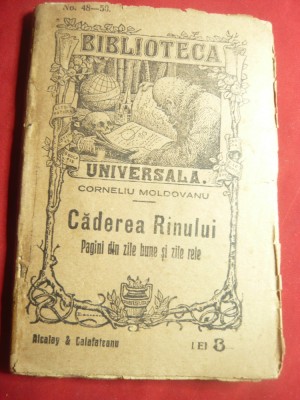 No. 48—50.
BIBLIOTECA
UNIVERSALA.
CORNELIU MOLDOVANU
Căderea Rinului
Pagini din zile bune și zile rele
Alcalay & Calafeteanu
LEI 3